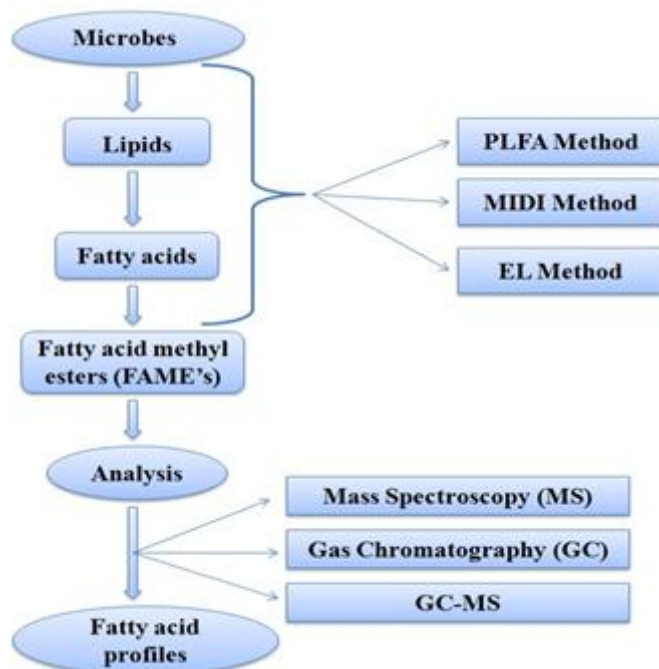 Microbes
Lipids
Fatty acids
Fatty acid methyl
esters (FAME's)
PLFA Method
MIDI Method
EL Method
Analysis
Mass Spectroscopy (MS)
Gas Chromatography (GC)
GC-MS
Fatty acid
profiles